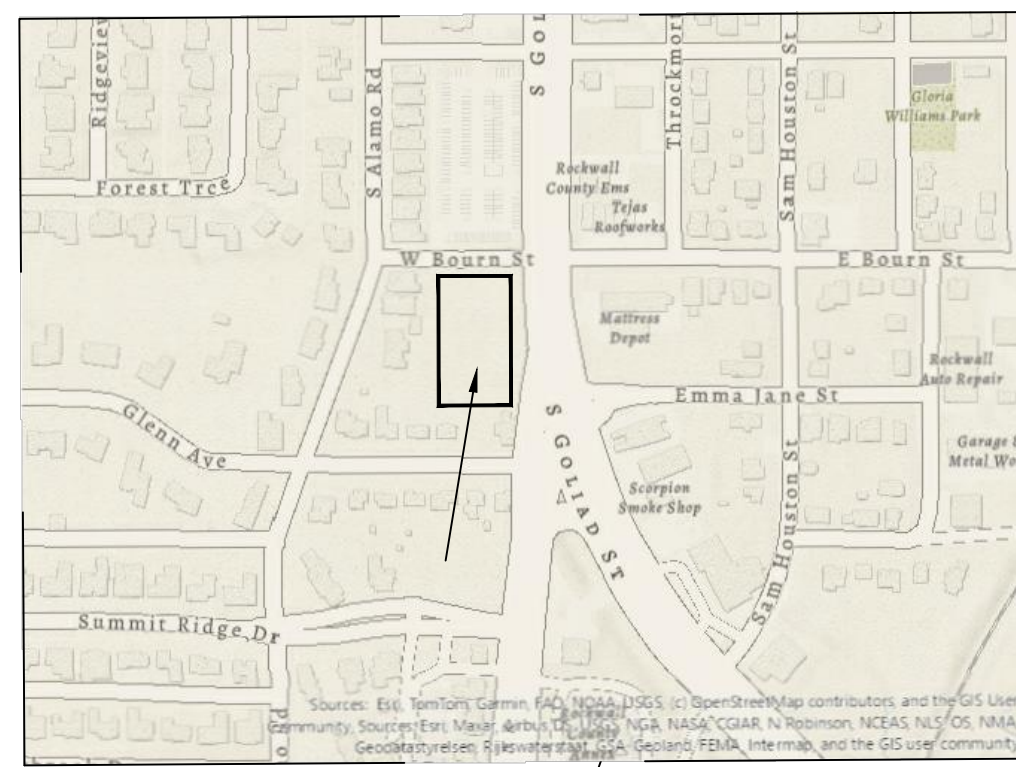 Ridgeview
S Alamo Rd
S GOL
Throckmort
Sam Houston St
Gloria
Williams Park
Forest Trce
Rockwall
County Ems
Tejas
Roofworks
W Bourn St
E Bourn St
Mattress
Depot
Rockwall
Auto Repair
Emma Jane St
Glenn Ave
S GOLIAD ST
Garage &
Metal Wo
Scorpion
Smoke Shop
Sam Houston St
Summit Ridge Dr
Sources: Esri, TomTom, Garmin, FAO, NOAA, USGS, (c) OpenStreetMap contributors, and the GIS User
Community, Sources: Esri, Maxar, Airbus DS, USGS, NGA, NASA, CGIAR, N Robinson, NCEAS, NLS, OS, NMA,
Geodatastyrelsen, Rijkswaterstaat, GSA, Geoland, FEMA, Intermap, and the GIS user community
Rockwall
County
Annex
o Rd